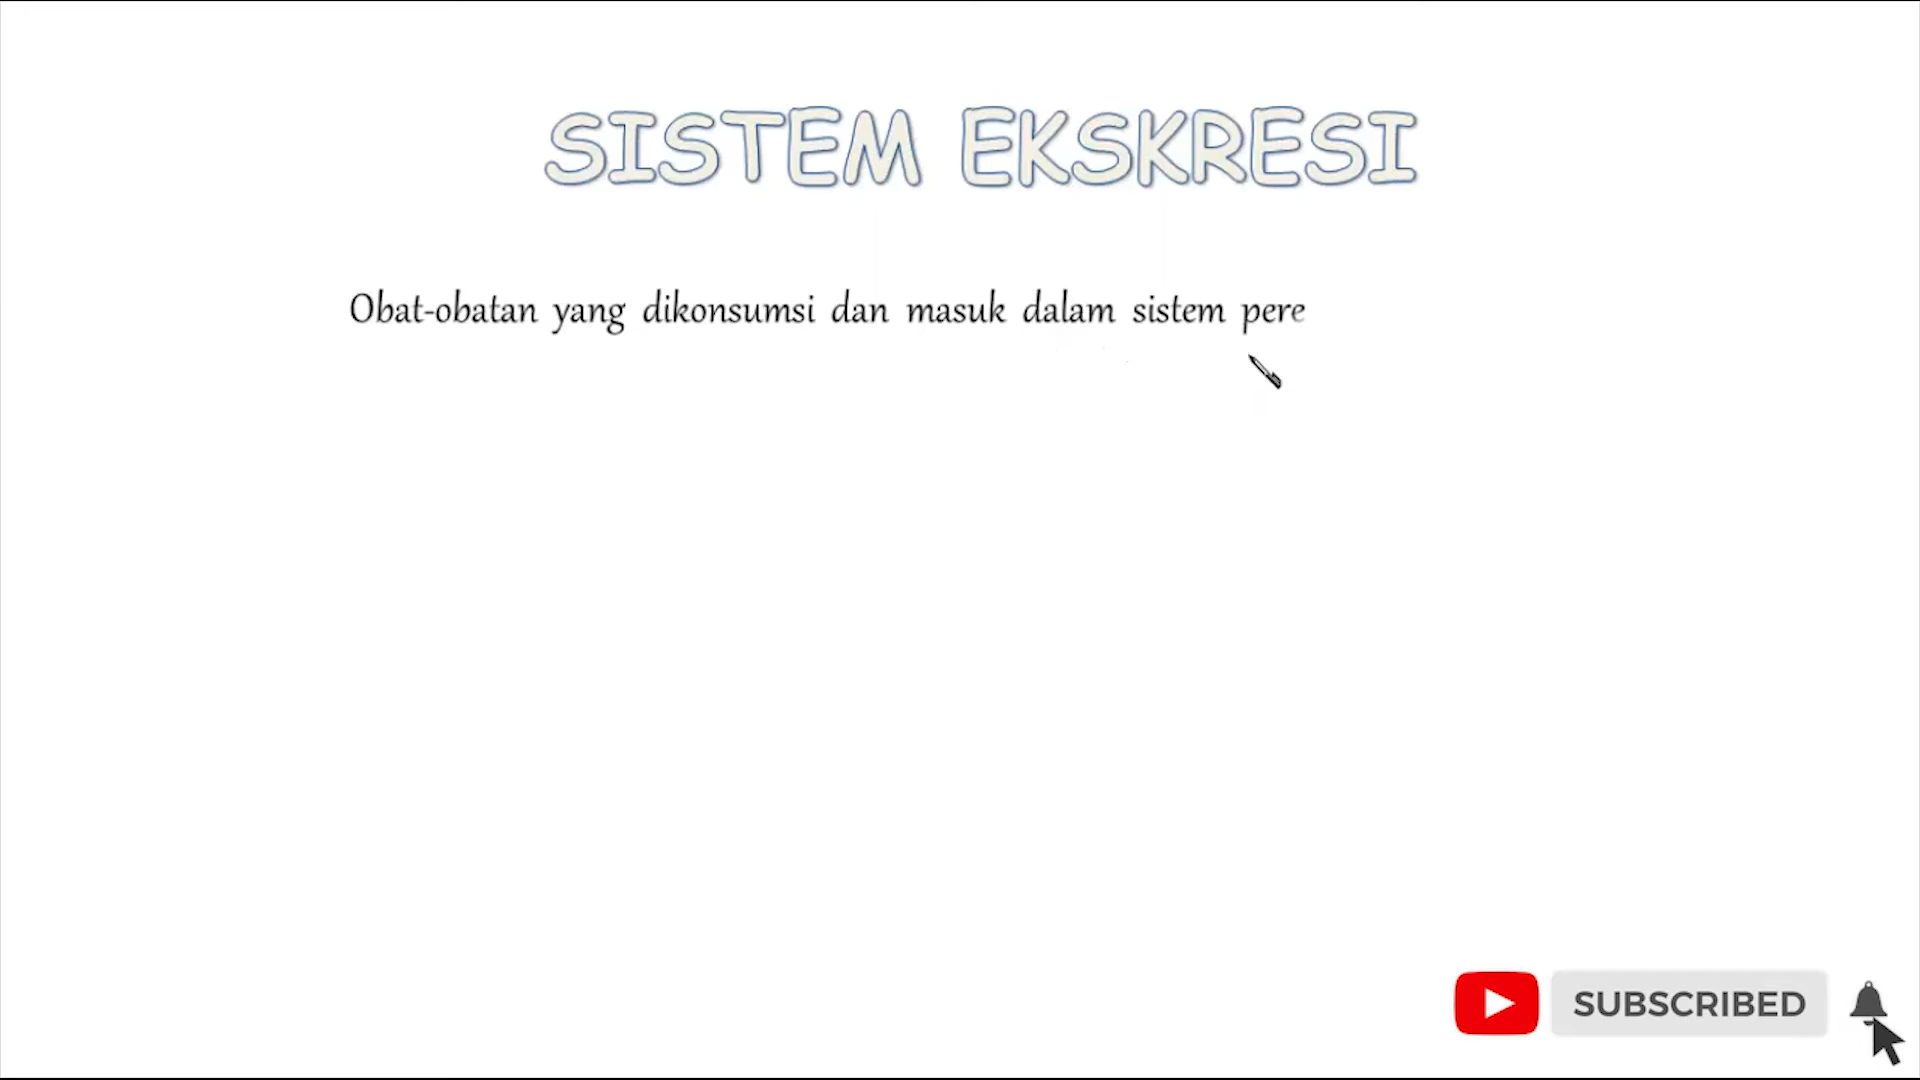 SISTEM EKSKRESI
Obat-obatan yang dikonsumsi dan masuk dalam sistem pere
SUBSCRIBED